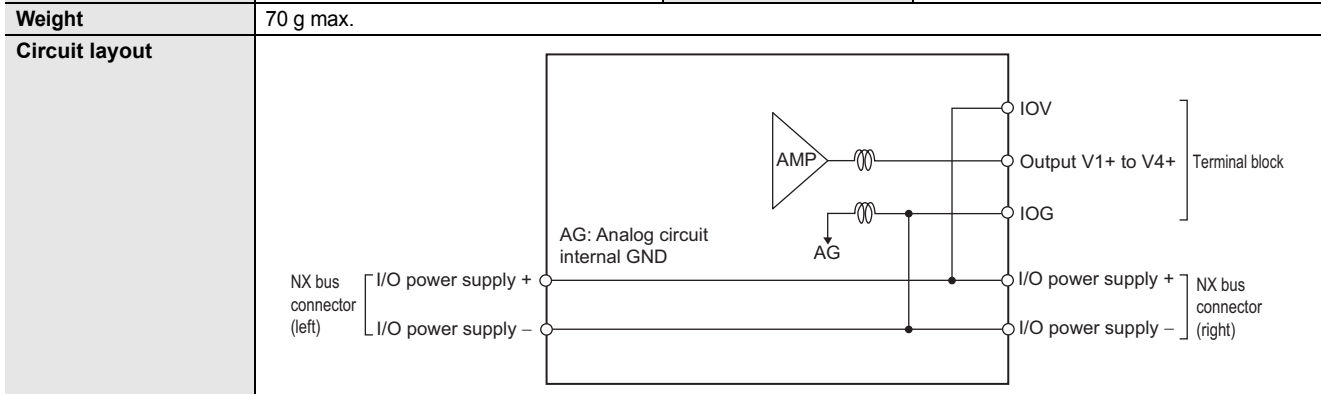 Weight
70 g max.
Circuit layout
IOV
AMP
Output V1+ to V4+
Terminal block
IOG
AG: Analog circuit
internal GND
AG
NX bus
connector
(left)
I/O power supply +
I/O power supply –
I/O power supply +
I/O power supply –
NX bus
connector
(right)